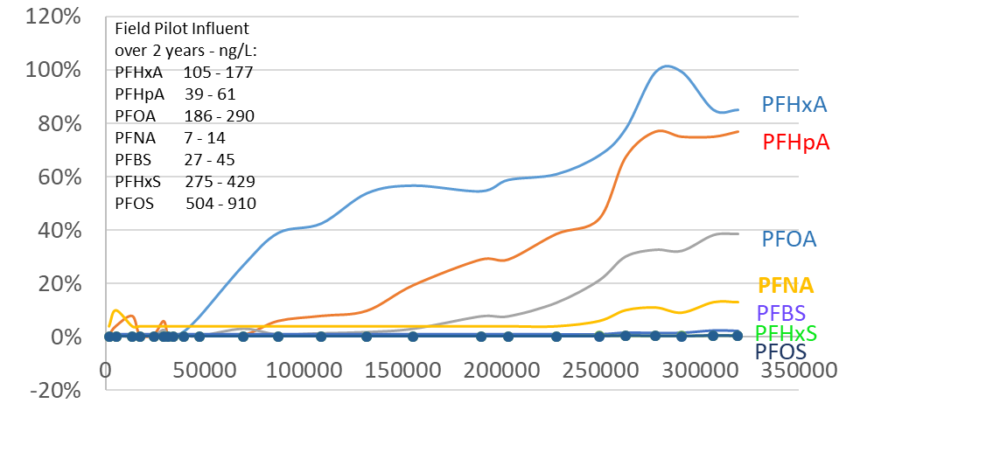 120%
Field Pilot Influent
over 2 years - ng/L:
100%
PFHxA 105 - 177
PFHpA 39 - 61
PFOA 186 - 290
PFNA 7 - 14
PFBS 27 - 45
PFHxS 275 - 429
PFOS 504 - 910
80%
60%
40%
20%
0%
-20%
PFHxA
PFHpA
PFOA
PFNA
PFBS
PFHxS
PFOS
0 50000 100000 150000 200000 250000 300000 350000